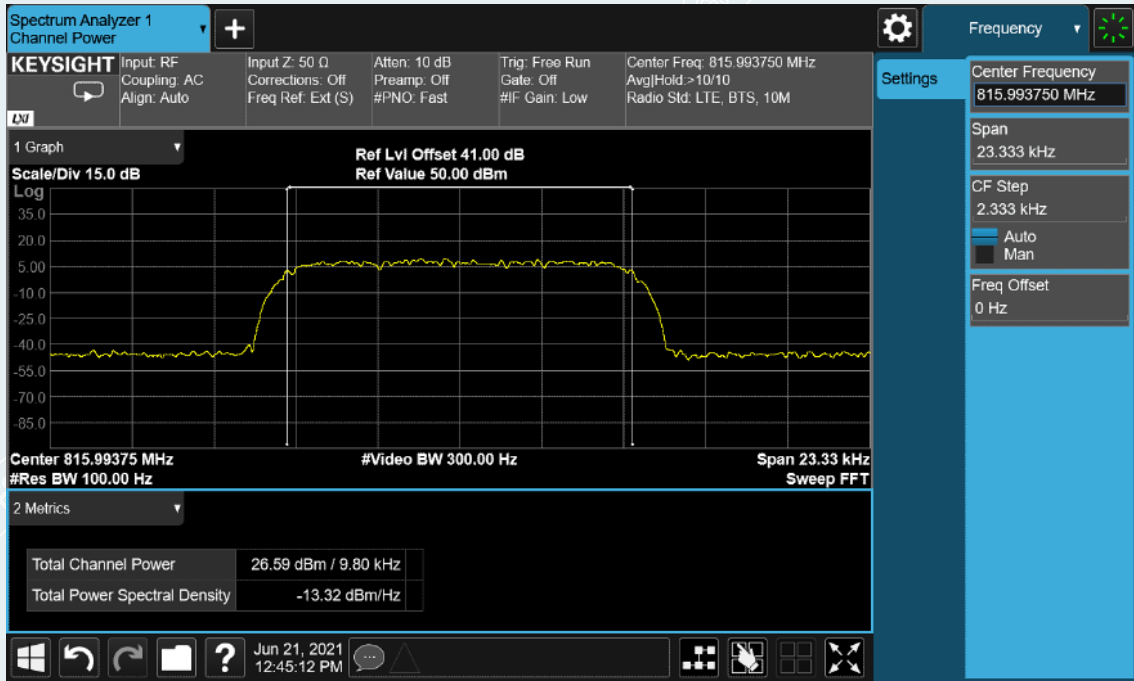 Spectrum Analyzer 1
Channel Power
+
Frequency
KEYSIGHT
LXI
Input: RF
Coupling: AC
Align: Auto
Input Z: 50 Ω
Corrections: Off
Freq Ref: Ext (S)
Atten: 10 dB
Preamp: Off
#PNO: Fast
Trig: Free Run
Gate: Off
#IF Gain: Low
Center Freq: 815.993750 MHz
Avg|Hold:>10/10
Radio Std: LTE, BTS, 10M
Settings
Center Frequency
815.993750 MHz
Span
23.333 kHz
CF Step
2.333 kHz
Auto
Man
Freq Offset
0 Hz
1 Graph
Scale/Div 15.0 dB
Ref Lvl Offset 41.00 dB
Ref Value 50.00 dBm
Log
35.0
20.0
5.00
-10.0
-25.0
-40.0
-55.0
-70.0
-85.0
Center 815.99375 MHz
#Video BW 300.00 Hz
Span 23.33 kHz
#Res BW 100.00 Hz
Sweep FFT
2 Metrics
Total Channel Power 26.59 dBm / 9.80 kHz
Total Power Spectral Density -13.32 dBm/Hz
?
Jun 21, 2021
12:45:12 PM